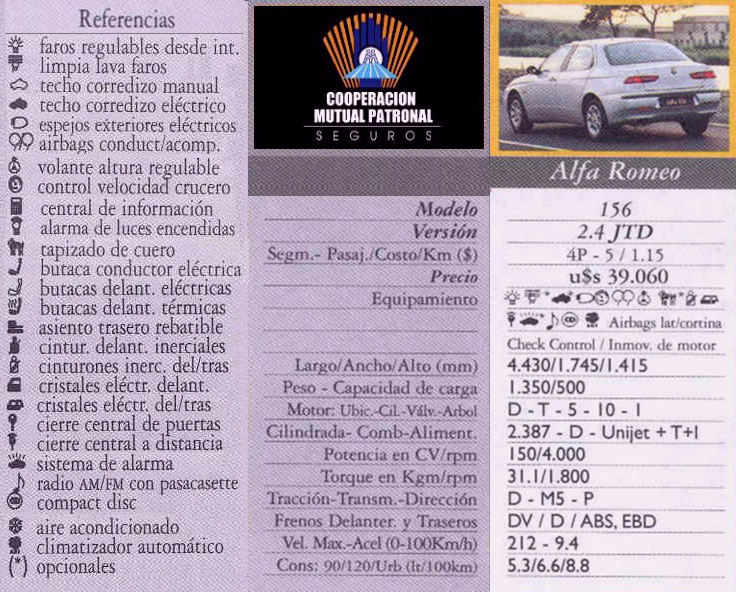 Referencias
faros regulables desde int.
limpia lava faros
techo corredizo manual
techo corredizo eléctrico
espejos exteriores eléctricos
airbags conduct/acomp.
volante altura regulable
control velocidad crucero
central de información
alarma de luces encendidas
tapizado de cuero
butaca conductor eléctrica
butacas delant. eléctricas
butacas delant. térmicas
asiento trasero rebatible
cintur. delant. inerciales
cinturones inerc. del/tras
cristales eléctr. delant.
cristales eléctr. del/tras
cierre central de puertas
cierre central a distancia
sistema de alarma
radio AM/FM con pasacasette
compact disc
aire acondicionado
climatizador automático
(*) opcionales
COOPERACION
MUTUAL PATRONAL
SEGUROS
Alfa Romeo
Modelo 156
Versión 2.4 JTD
Segm.- Pasaj./Costo/Km ($) 4P - 5 / 1.15
Precio u$s 39.060
Equipamiento
Airbags lat/cortina
Check Control / Inmov. de motor
Largo/Ancho/Alto (mm) 4.430/1.745/1.415
Peso - Capacidad de carga 1.350/500
Motor: Ubic.-Cil.-Válv.-Arbol D - T - 5 - 10 - 1
Cilindrada- Comb-Aliment. 2.387 - D - Unijet + T+I
Potencia en CV/rpm 150/4.000
Torque en Kgm/rpm 31.1/1.800
Tracción-Transm.-Dirección D - M5 - P
Frenos Delanter. y Traseros DV / D / ABS, EBD
Vel. Max.-Acel (0-100Km/h) 212 - 9.4
Cons: 90/120/Urb (lt/100km) 5.3/6.6/8.8